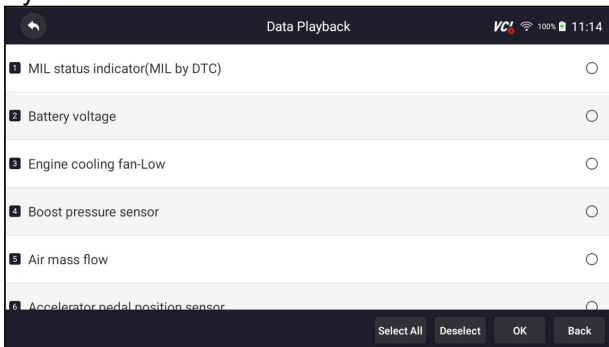 Data Playback
VCI 100% 11:14
1 MIL status indicator(MIL by DTC)
2 Battery voltage
3 Engine cooling fan-Low
4 Boost pressure sensor
5 Air mass flow
6 Accelerator pedal position sensor
Select All Deselect OK Back